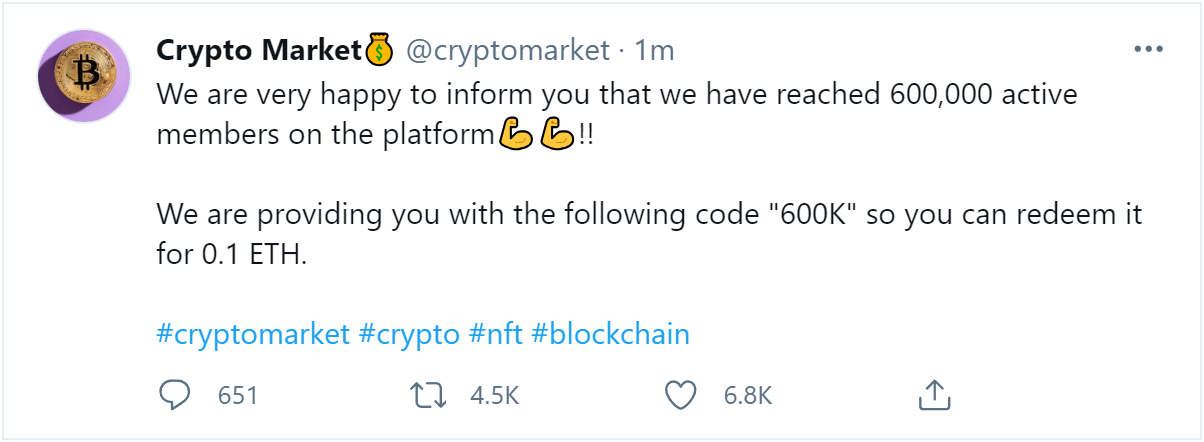 Crypto Market💰 @cryptomarket · 1m
We are very happy to inform you that we have reached 600,000 active
members on the platform💪💪!!
We are providing you with the following code "600K" so you can redeem it
for 0.1 ETH.
#cryptomarket #crypto #nft #blockchain
651 4.5K 6.8K